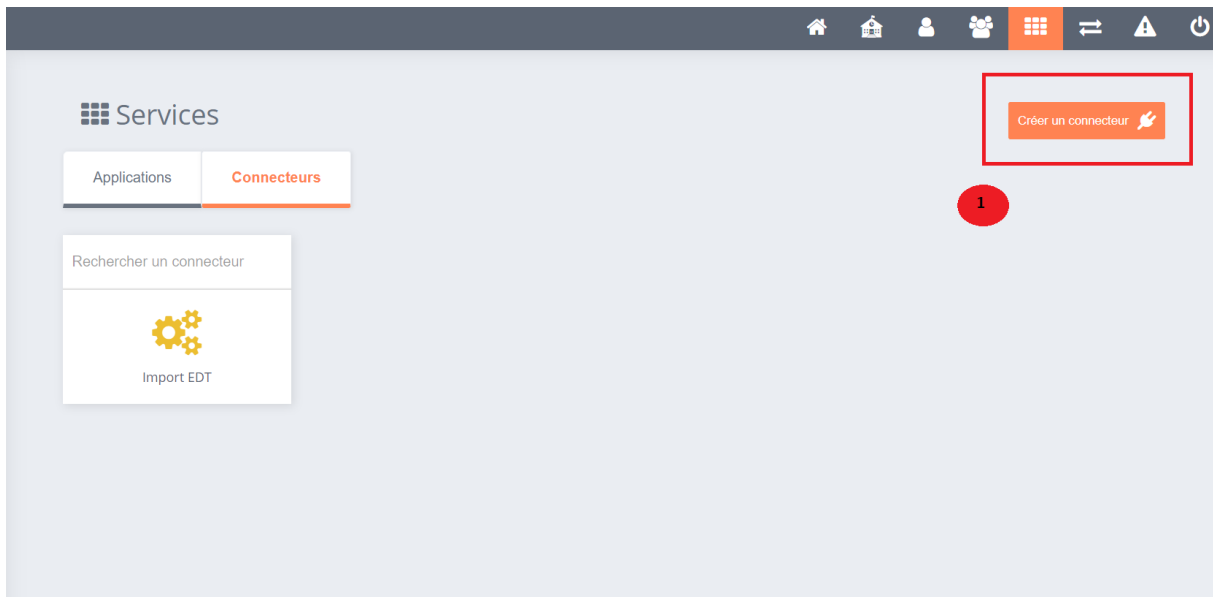 Services
Créer un connecteur
Applications
Connecteurs
1
Rechercher un connecteur
Import EDT